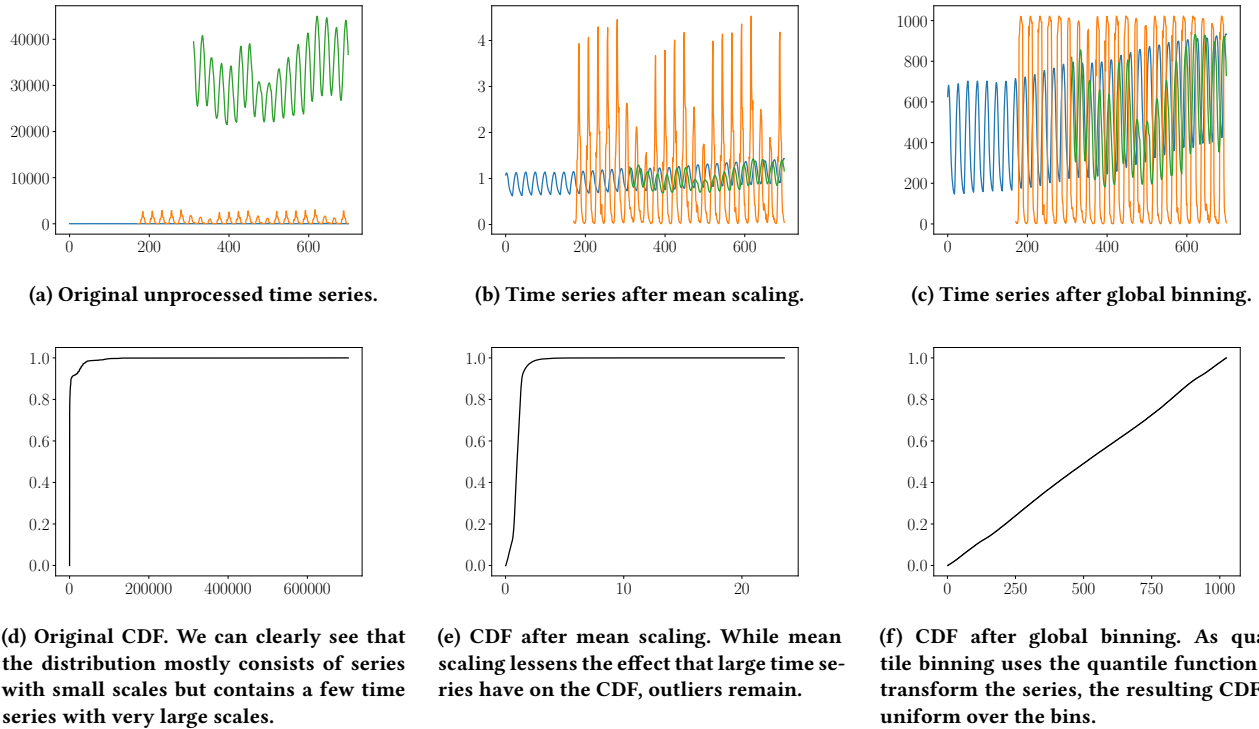 40000
30000
20000
10000
0
0 200 400 600
(a) Original unprocessed time series.
4
3
2
1
0
0 200 400 600
(b) Time series after mean scaling.
1000
800
600
400
200
0
0 200 400 600
(c) Time series after global binning.
1.0
0.8
0.6
0.4
0.2
0.0
0 200000 400000 600000
(d) Original CDF. We can clearly see that
the distribution mostly consists of series
with small scales but contains a few time
series with very large scales.
1.0
0.8
0.6
0.4
0.2
0.0
0 10 20
(e) CDF after mean scaling. While mean
scaling lessens the effect that large time se-
ries have on the CDF, outliers remain.
1.0
0.8
0.6
0.4
0.2
0.0
0 250 500 750 1000
(f) CDF after global binning. As qua
tile binning uses the quantile function
transform the series, the resulting CDF
uniform over the bins.